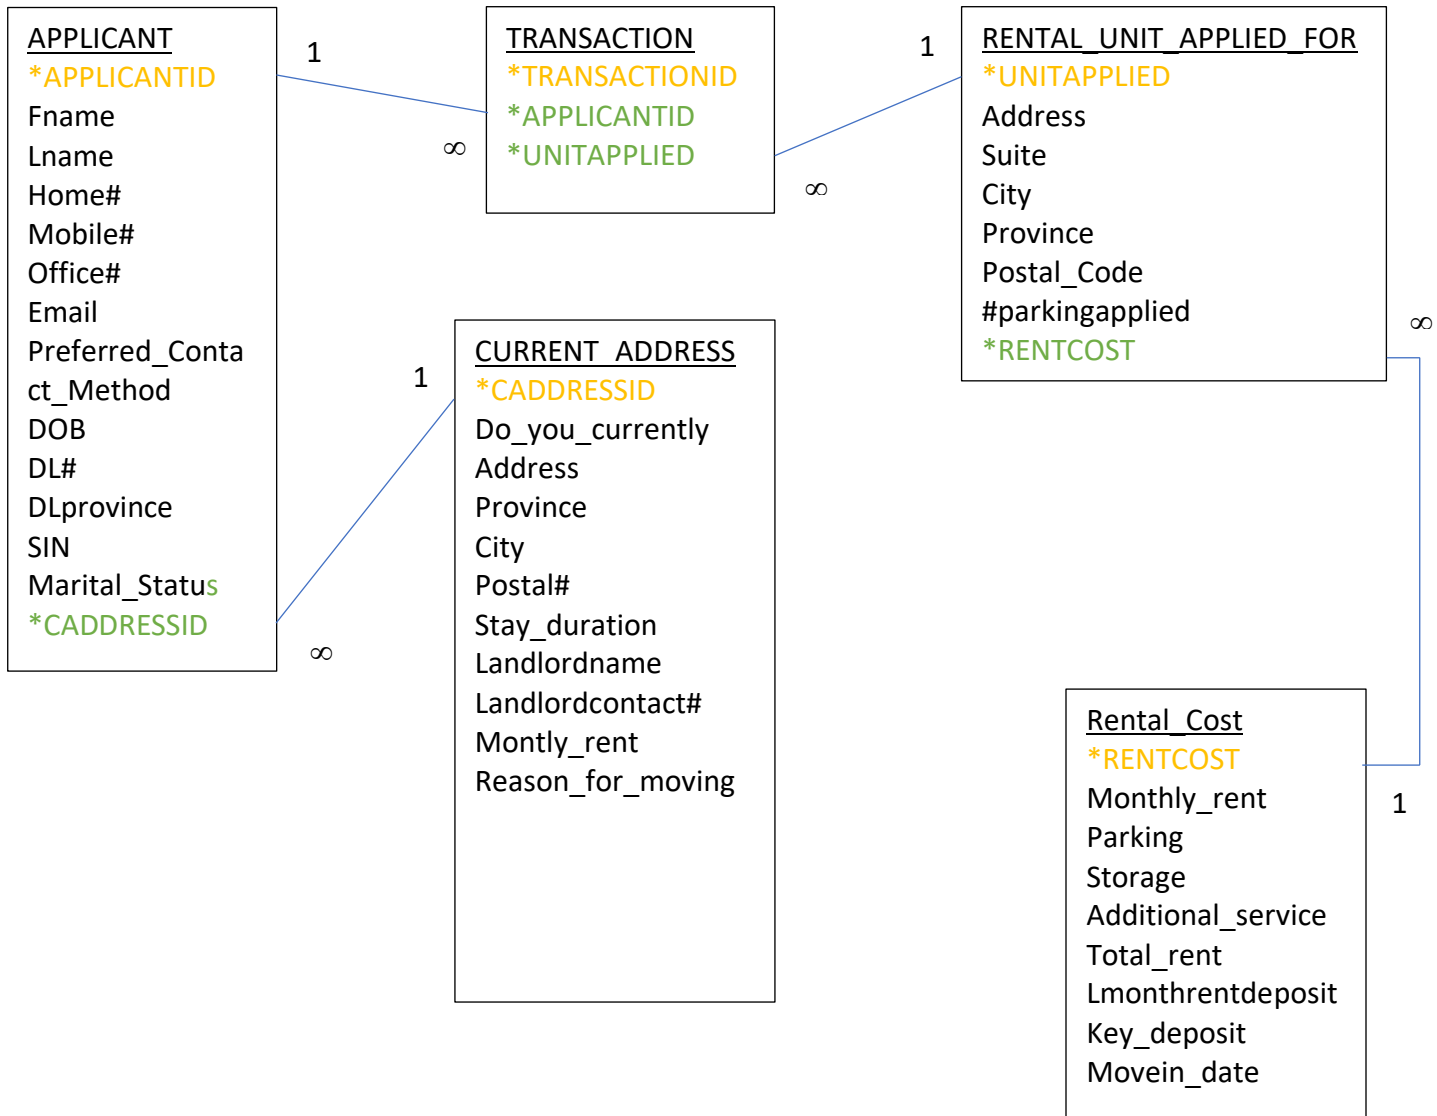 APPLICANT
*APPLICANTID
Fname
Lname
Home#
Mobile#
Office#
Email
Preferred_Conta
ct_Method
DOB
DL#
DLprovince
SIN
Marital_Status
*CADDRESSID
1
∞
TRANSACTION
*TRANSACTIONID
*APPLICANTID
*UNITAPPLIED
1
∞
RENTAL_UNIT_APPLIED_FOR
*UNITAPPLIED
Address
Suite
City
Province
Postal_Code
#parkingapplied
*RENTCOST
∞
1
∞
CURRENT_ADDRESS
*CADDRESSID
Do_you_currently
Address
Province
City
Postal#
Stay_duration
Landlordname
Landlordcontact#
Montly_rent
Reason_for_moving
Rental_Cost
*RENTCOST
Monthly_rent
Parking
Storage
Additional_service
Total_rent
Lmonthrentdeposit
Key_deposit
Movein_date
1